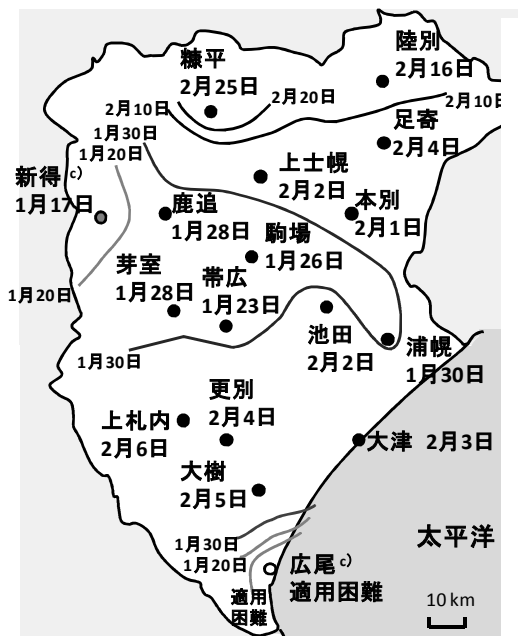 陸別
2月16日
糠平
2月25日
2月20日
2月10日
2月10日
1月30日
1月20日
足寄
2月4日
上士幌
2月2日
新得c)
1月17日
鹿追
1月28日
本別
2月1日
駒場
1月26日
芽室
1月28日
帯広
1月23日
1月20日
池田
2月2日
浦幌
1月30日
1月30日
更別
2月4日
上札内
2月6日
大津 2月3日
大樹
2月5日
太平洋
1月30日
1月20日
広尾c)
適用困難
適用
困難
10 km